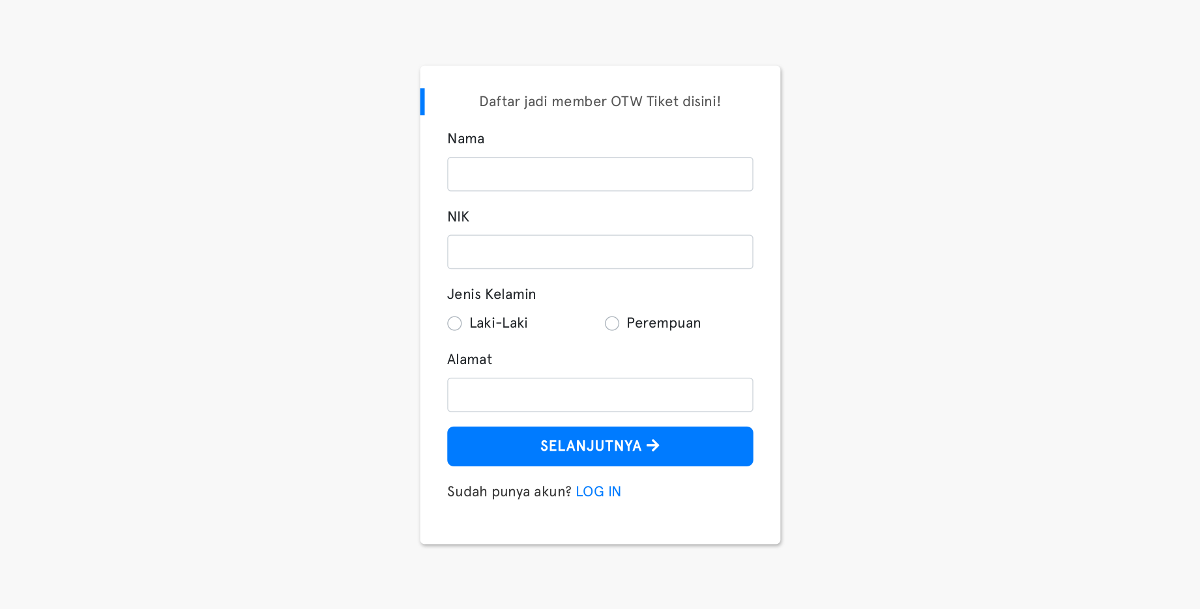 Daftar jadi member OTW Tiket disini!
Nama
NIK
Jenis Kelamin
Laki-Laki Perempuan
Alamat
SELANJUTNYA →
Sudah punya akun? LOG IN